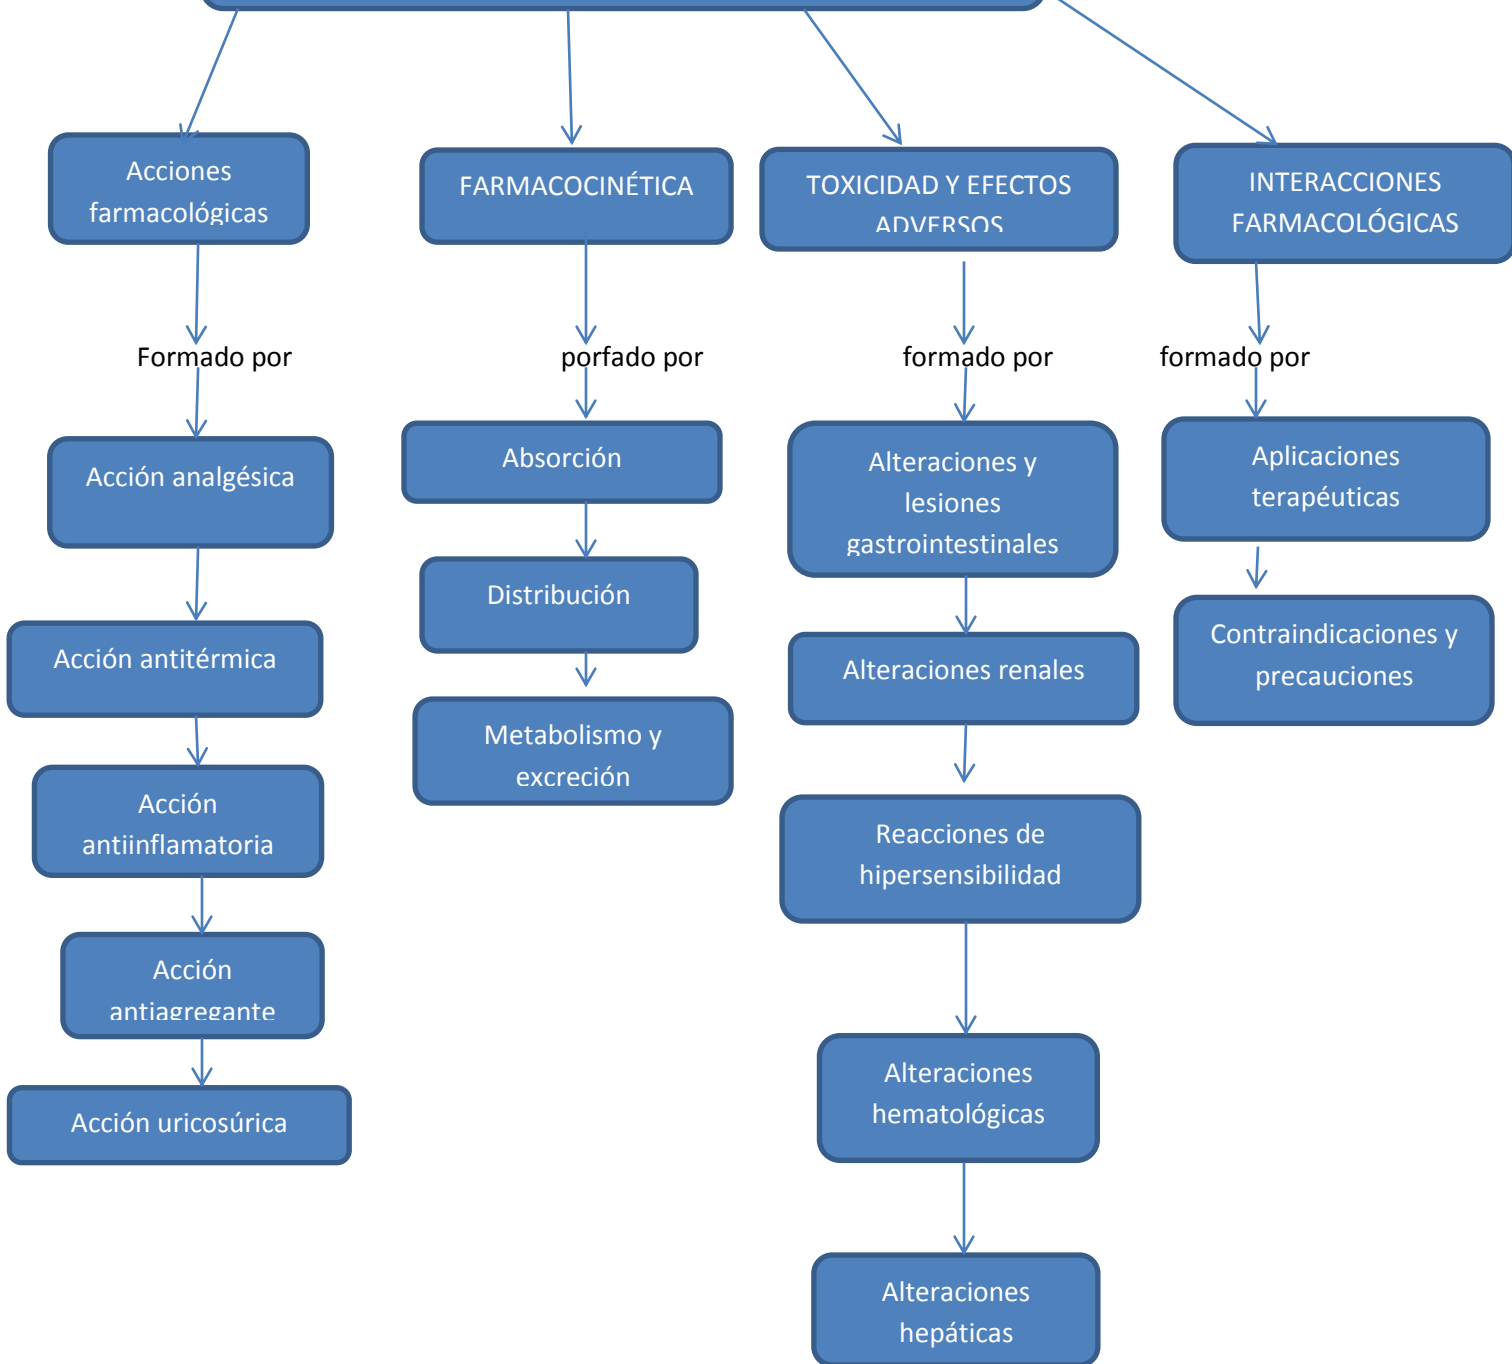 Acciones
farmacológicas
Formado por
Acción analgésica
Acción antitérmica
Acción
antiinflamatoria
Acción
antiagregante
Acción uricosúrica
FARMACOCINÉTICA
porfado por
Absorción
Distribución
Metabolismo y
excreción
TOXICIDAD Y EFECTOS
ADVERSOS
formado por
Alteraciones y
lesiones
gastrointestinales
Alteraciones renales
Reacciones de
hipersensibilidad
Alteraciones
hematológicas
Alteraciones
hepáticas
INTERACCIONES
FARMACOLÓGICAS
formado por
Aplicaciones
terapéuticas
Contraindicaciones y
precauciones